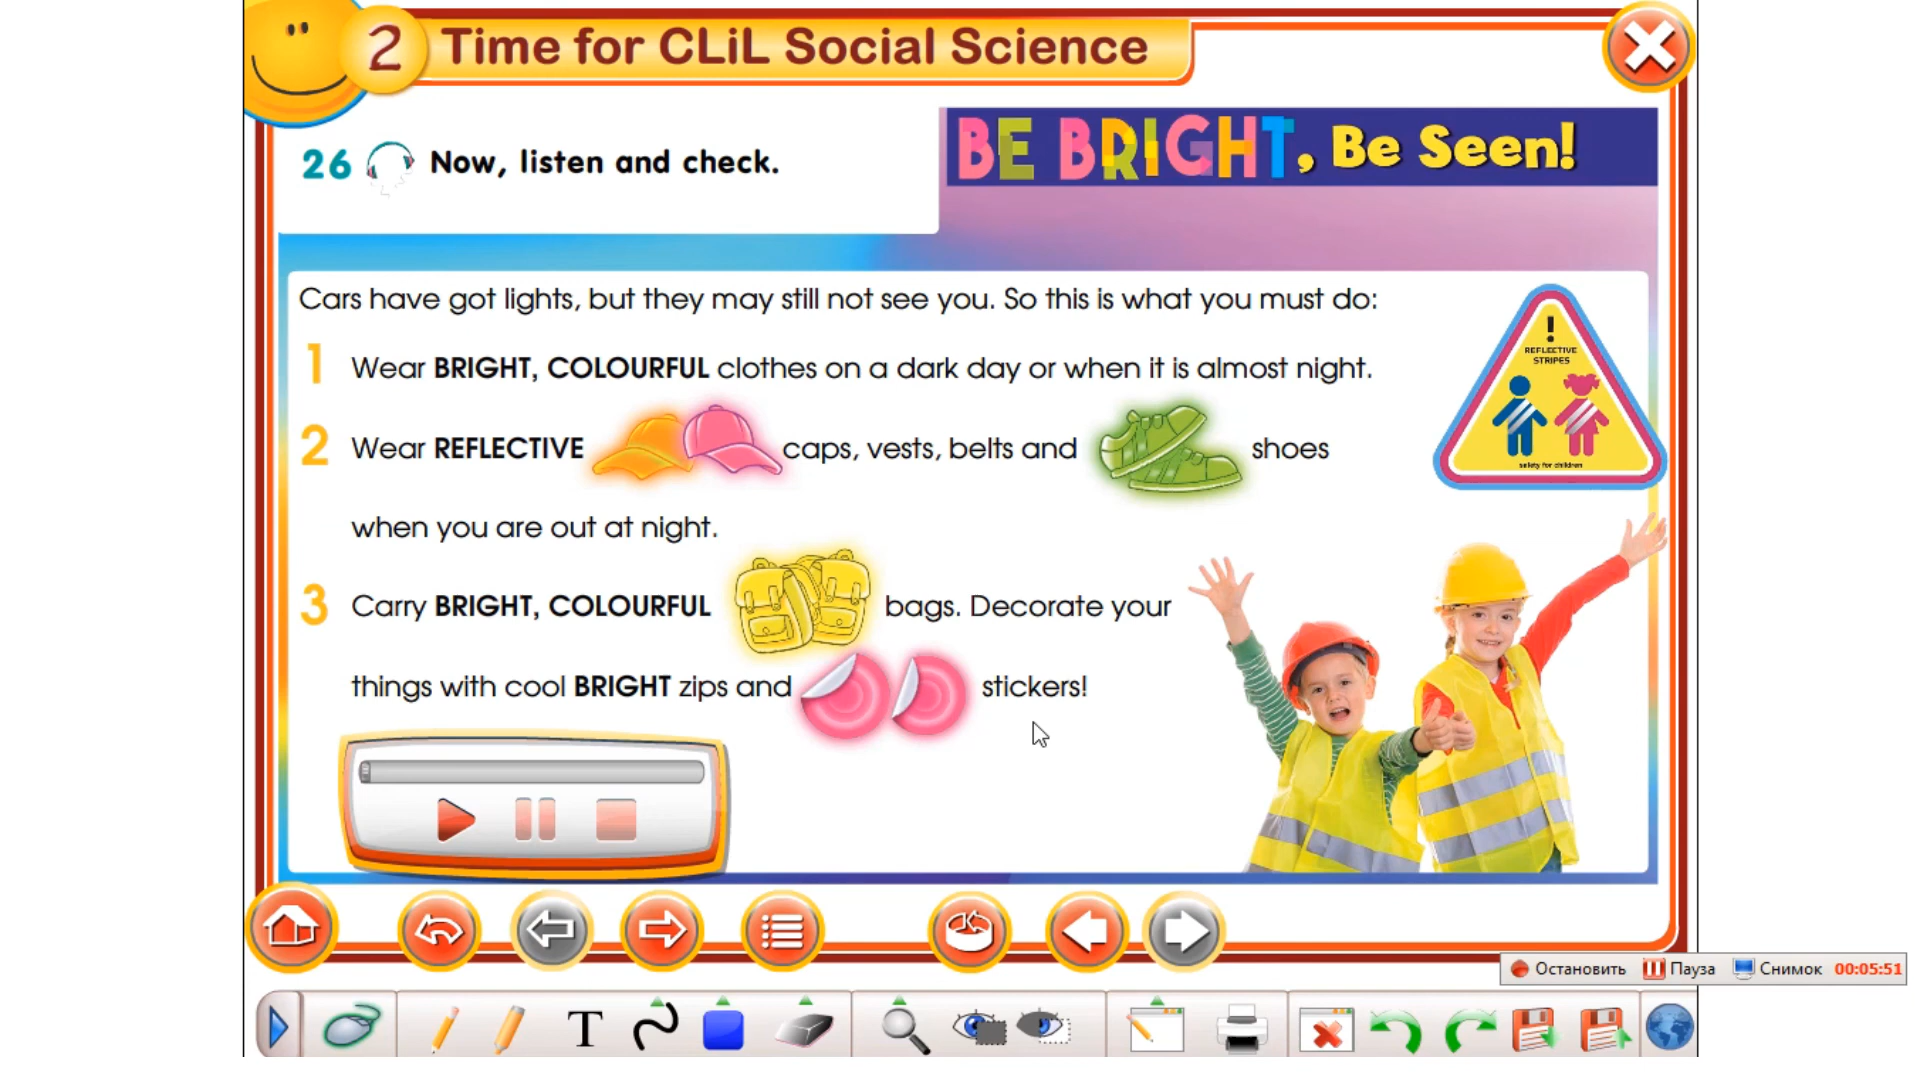 2 Time for CLiL Social Science
26 Now, listen and check.
BE BRIGHT, Be Seen!
Cars have got lights, but they may still not see you. So this is what you must do:
1 Wear BRIGHT, COLOURFUL clothes on a dark day or when it is almost night.
2 Wear REFLECTIVE caps, vests, belts and shoes
when you are out at night.
3 Carry BRIGHT, COLOURFUL bags. Decorate your
things with cool BRIGHT zips and stickers!
!
REFLECTIVE
STRIPES
safety for children
Остановить Пауза Снимок 00:05:51
T